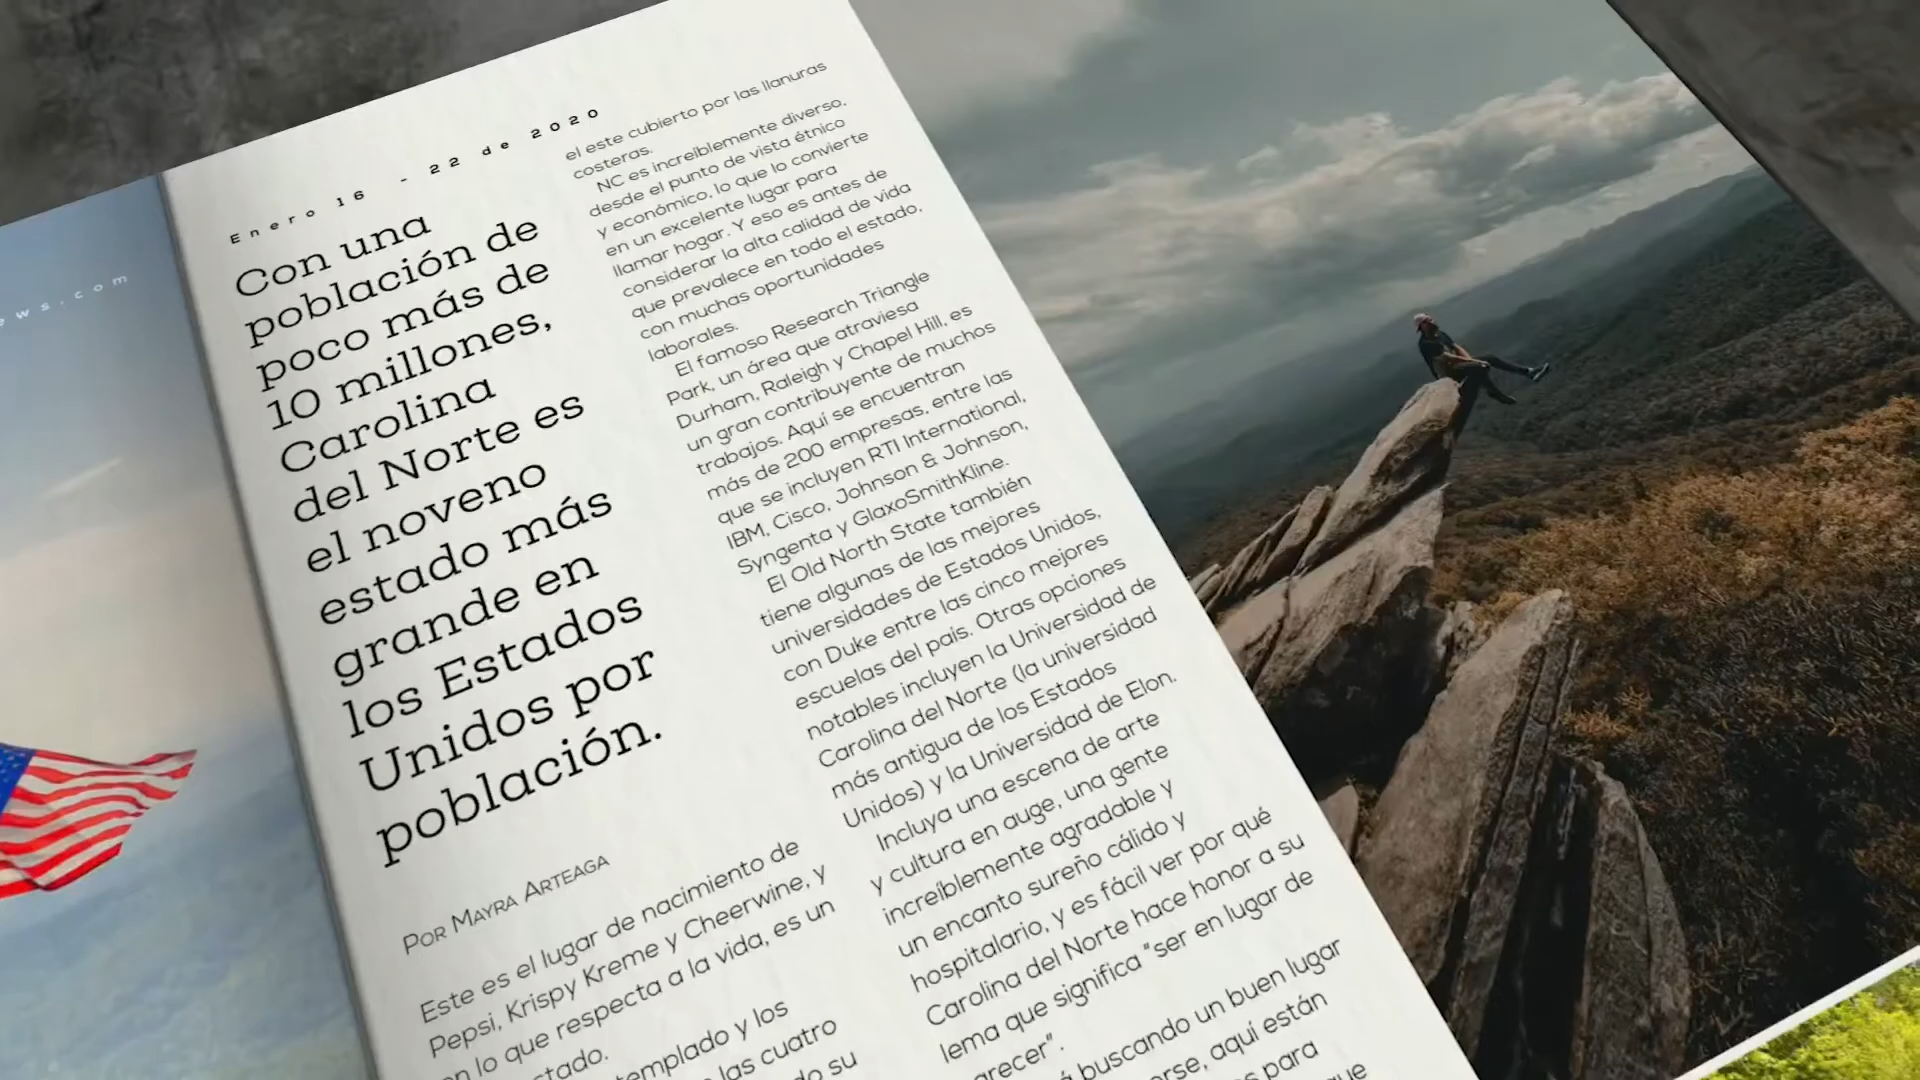 ws.com
Enero 16 - 22 de 2020
Con una
población de
poco más de
10 millones,
Carolina
del Norte es
el noveno
estado más
grande en
los Estados
Unidos por
población.
Por Mayra Arteaga
Este es el lugar de nacimiento de
Pepsi, Krispy Kreme y Cheerwine, y
en lo que respecta a la vida, es un
templado y los
las cuatro
su
el este cubierto por las llanuras
costeras.
NC es increíblemente diverso,
desde el punto de vista étnico
y económico, lo que lo convierte
en un excelente lugar para
llamar hogar. Y eso es antes de
considerar la alta calidad de vida
que prevalece en todo el estado,
con muchas oportunidades
laborales.
El famoso Research Triangle
Park, un área que atraviesa
Durham, Raleigh y Chapel Hill, es
un gran contribuyente de muchos
trabajos. Aquí se encuentran
más de 200 empresas, entre las
que se incluyen RTI International,
IBM, Cisco, Johnson & Johnson,
Syngenta y GlaxoSmithKline.
El Old North State también
tiene algunas de las mejores
universidades de Estados Unidos,
con Duke entre las cinco mejores
escuelas del país. Otras opciones
notables incluyen la Universidad de
Carolina del Norte (la universidad
más antigua de los Estados
Unidos) y la Universidad de Elon.
Incluya una escena de arte
y cultura en auge, una gente
increíblemente agradable y
un encanto sureño cálido y
hospitalario, y es fácil ver por qué
Carolina del Norte hace honor a su
lema que significa "ser en lugar de
arecer".
buscando un buen lugar
orse, aquí están
para
que